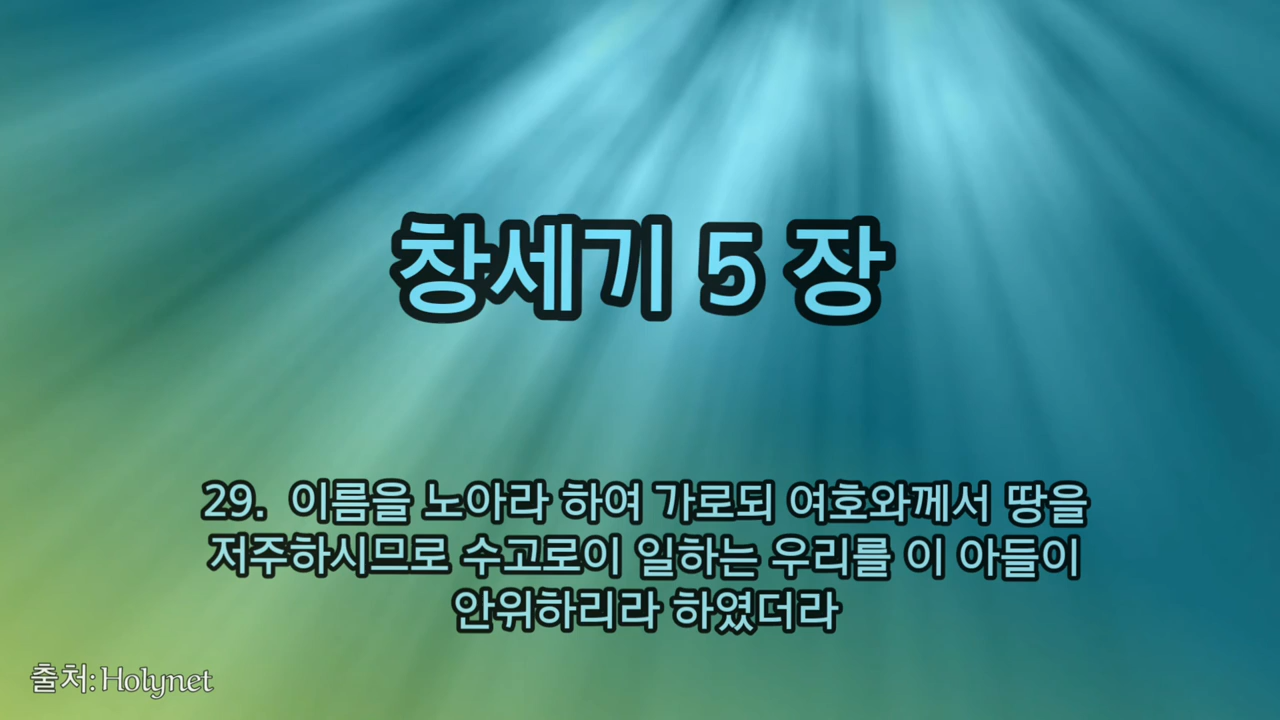 창세기 5 장
29. 이름을 노아라 하여 가로되 여호와께서 땅을
저주하시므로 수고로이 일하는 우리를 이 아들이
안위하리라 하였더라
출처: Holynet